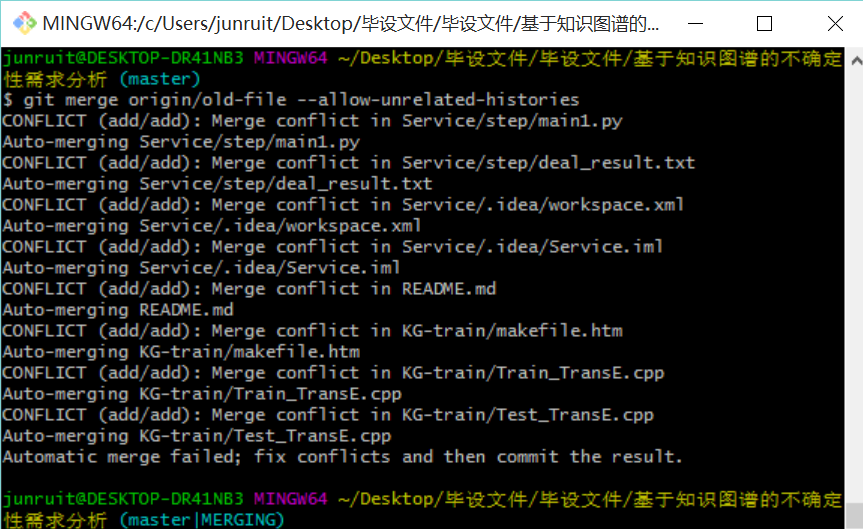 MINGW64:/c/Users/junruit/Desktop/毕设文件/毕设文件/基于知识图谱的...
junruit@DESKTOP-DR41NB3 MINGW64 ~/Desktop/毕设文件/毕设文件/基于知识图谱的不确定
性需求分析 (master)
$ git merge origin/old-file --allow-unrelated-histories
CONFLICT (add/add): Merge conflict in Service/step/main1.py
Auto-merging Service/step/main1.py
CONFLICT (add/add): Merge conflict in Service/step/deal_result.txt
Auto-merging Service/step/deal_result.txt
CONFLICT (add/add): Merge conflict in Service/.idea/workspace.xml
Auto-merging Service/.idea/workspace.xml
CONFLICT (add/add): Merge conflict in Service/.idea/Service.iml
Auto-merging Service/.idea/Service.iml
CONFLICT (add/add): Merge conflict in README.md
Auto-merging README.md
CONFLICT (add/add): Merge conflict in KG-train/makefile.htm
Auto-merging KG-train/makefile.htm
CONFLICT (add/add): Merge conflict in KG-train/Train_TransE.cpp
Auto-merging KG-train/Train_TransE.cpp
CONFLICT (add/add): Merge conflict in KG-train/Test_TransE.cpp
Auto-merging KG-train/Test_TransE.cpp
Automatic merge failed; fix conflicts and then commit the result.
junruit@DESKTOP-DR41NB3 MINGW64 ~/Desktop/毕设文件/毕设文件/基于知识图谱的不确定
性需求分析 (master|MERGING)